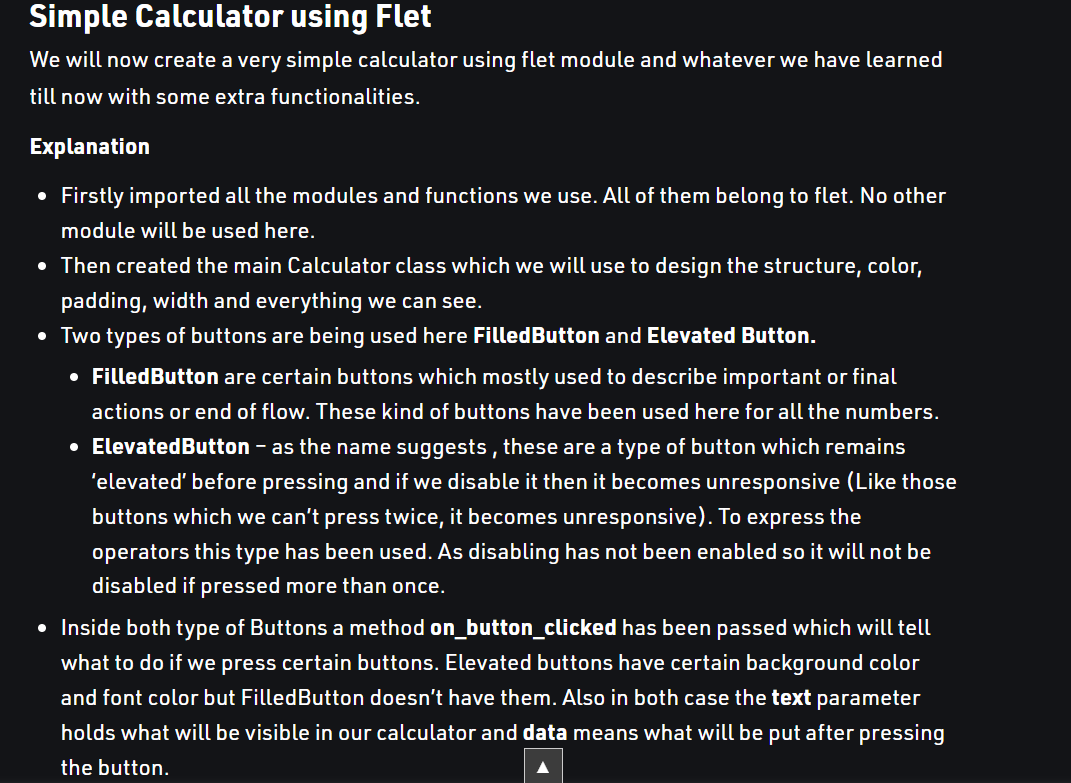 Simple Calculator using Flet
We will now create a very simple calculator using flet module and whatever we have learned
till now with some extra functionalities.
Explanation
Firstly imported all the modules and functions we use. All of them belong to flet. No other
module will be used here.
Then created the main Calculator class which we will use to design the structure, color,
padding, width and everything we can see.
Two types of buttons are being used here FilledButton and Elevated Button.
FilledButton are certain buttons which mostly used to describe important or final
actions or end of flow. These kind of buttons have been used here for all the numbers.
ElevatedButton – as the name suggests , these are a type of button which remains
‘elevated’ before pressing and if we disable it then it becomes unresponsive (Like those
buttons which we can’t press twice, it becomes unresponsive). To express the
operators this type has been used. As disabling has not been enabled so it will not be
disabled if pressed more than once.
Inside both type of Buttons a method on_button_clicked has been passed which will tell
what to do if we press certain buttons. Elevated buttons have certain background color
and font color but FilledButton doesn’t have them. Also in both case the text parameter
holds what will be visible in our calculator and data means what will be put after pressing
the button.